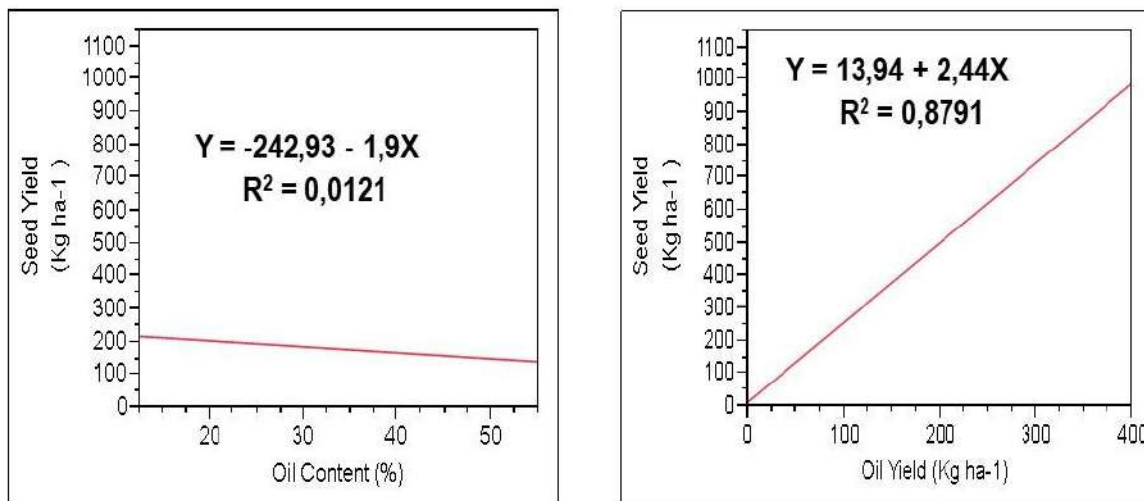 1100
1000
900
800
700
600
500
400
300
200
100
0
Seed Yield
(Kg ha-1 )
Y = -242,93 - 1,9X
R² = 0,0121
20 30 40 50
Oil Content (%)
1100
1000
900
800
700
600
500
400
300
200
100
0
Seed Yield
(Kg ha-1 )
Y = 13,94 + 2,44X
R² = 0,8791
0 100 200 300 400
Oil Yield (Kg ha-1)